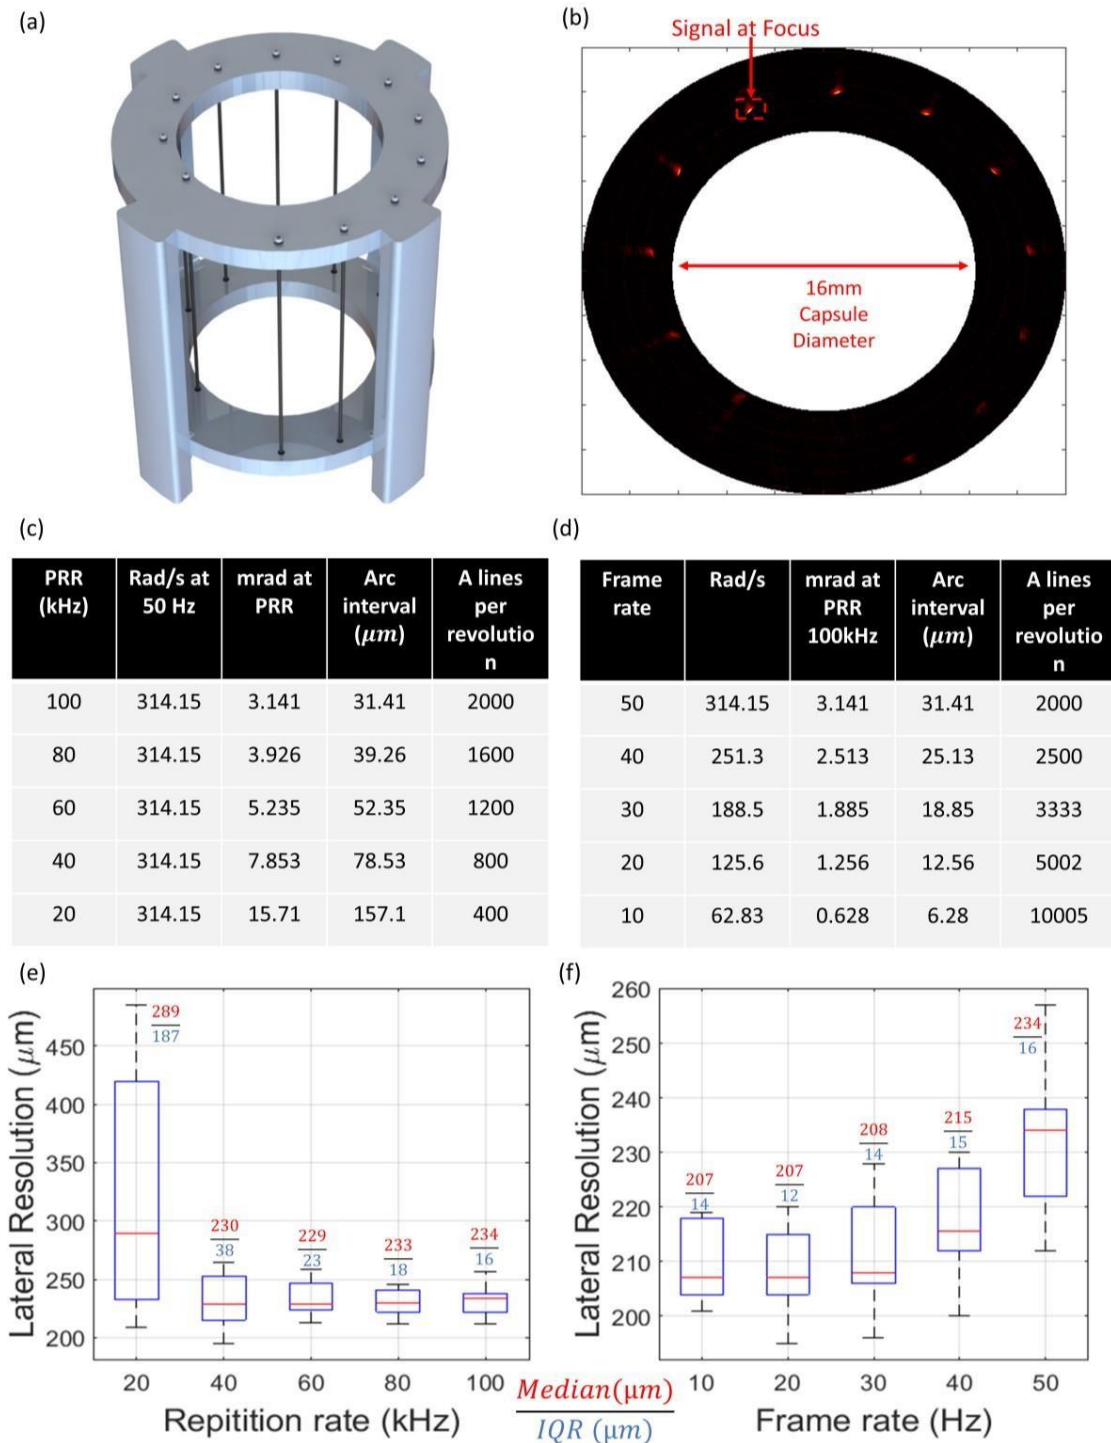 (a)
(b)
Signal at Focus
16mm
Capsule
Diameter
(c)
(d)
PRR (kHz) | Rad/s at 50 Hz | mrad at PRR | Arc interval (μm) | A lines per revolutio n
100 | 314.15 | 3.141 | 31.41 | 2000
80 | 314.15 | 3.926 | 39.26 | 1600
60 | 314.15 | 5.235 | 52.35 | 1200
40 | 314.15 | 7.853 | 78.53 | 800
20 | 314.15 | 15.71 | 157.1 | 400
Frame rate | Rad/s | mrad at PRR 100kHz | Arc interval (μm) | A lines per revolutio n
50 | 314.15 | 3.141 | 31.41 | 2000
40 | 251.3 | 2.513 | 25.13 | 2500
30 | 188.5 | 1.885 | 18.85 | 3333
20 | 125.6 | 1.256 | 12.56 | 5002
10 | 62.83 | 0.628 | 6.28 | 10005
(e)
Lateral Resolution (μm)
450
400
350
300
250
200
289
187
230
38
229
23
233
18
234
16
20 40 60 80 100
Repitition rate (kHz)
(f)
Lateral Resolution (μm)
260
250
240
230
220
210
200
207
14
207
12
208
14
215
15
234
16
10 20 30 40 50
Frame rate (Hz)
Median(μm)
IQR (μm)